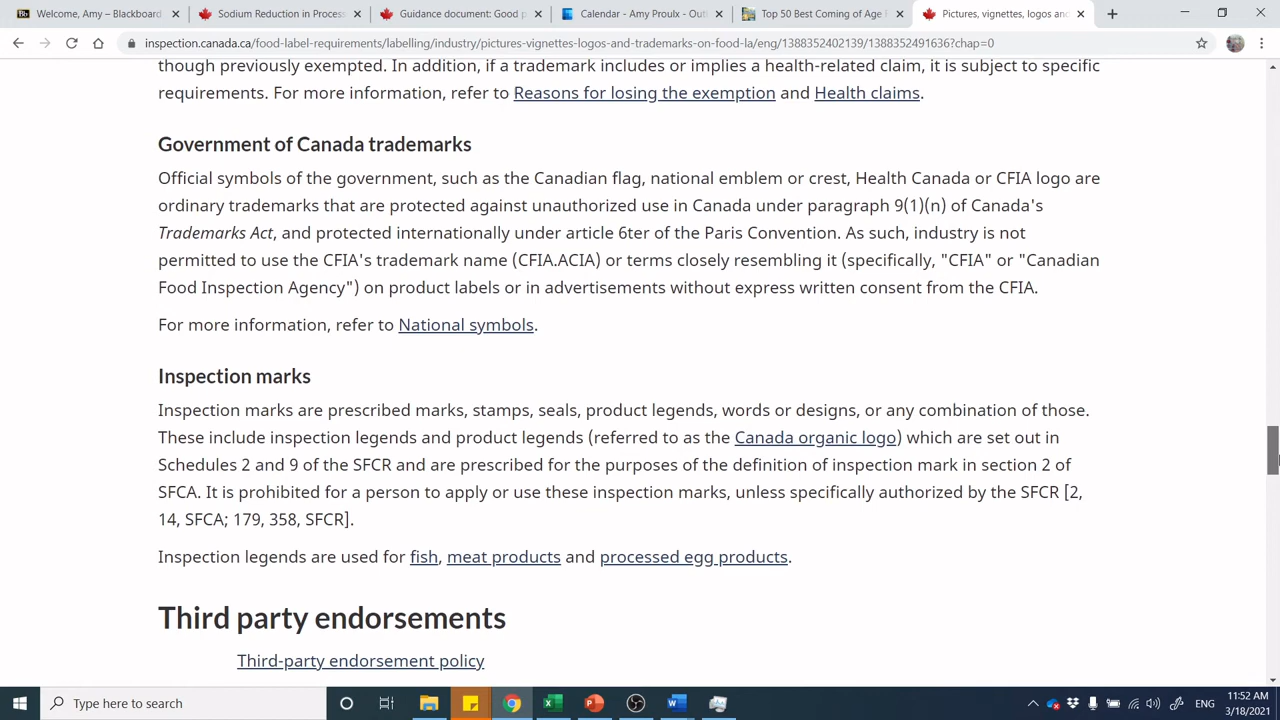 Welcome, Amy – Blackboard
Sodium Reduction in Process
Guidance document: Good p
Calendar - Amy Proulx - Out
Top 50 Best Coming of Age
Pictures, vignettes, logos and
inspection.canada.ca/food-label-requirements/labelling/industry/pictures-vignettes-logos-and-trademarks-on-food-la/eng/1388352402139/1388352491636?chap=0
though previously exempted. In addition, if a trademark includes or implies a health-related claim, it is subject to specific
requirements. For more information, refer to Reasons for losing the exemption and Health claims.
Government of Canada trademarks
Official symbols of the government, such as the Canadian flag, national emblem or crest, Health Canada or CFIA logo are
ordinary trademarks that are protected against unauthorized use in Canada under paragraph 9(1)(n) of Canada's
Trademarks Act, and protected internationally under article 6ter of the Paris Convention. As such, industry is not
permitted to use the CFIA's trademark name (CFIA.ACIA) or terms closely resembling it (specifically, "CFIA" or "Canadian
Food Inspection Agency") on product labels or in advertisements without express written consent from the CFIA.
For more information, refer to National symbols.
Inspection marks
Inspection marks are prescribed marks, stamps, seals, product legends, words or designs, or any combination of those.
These include inspection legends and product legends (referred to as the Canada organic logo) which are set out in
Schedules 2 and 9 of the SFCR and are prescribed for the purposes of the definition of inspection mark in section 2 of
SFCA. It is prohibited for a person to apply or use these inspection marks, unless specifically authorized by the SFCR [2,
14, SFCA; 179, 358, SFCR].
Inspection legends are used for fish, meat products and processed egg products.
Third party endorsements
Third-party endorsement policy
Type here to search
ENG
11:52 AM
3/18/2021